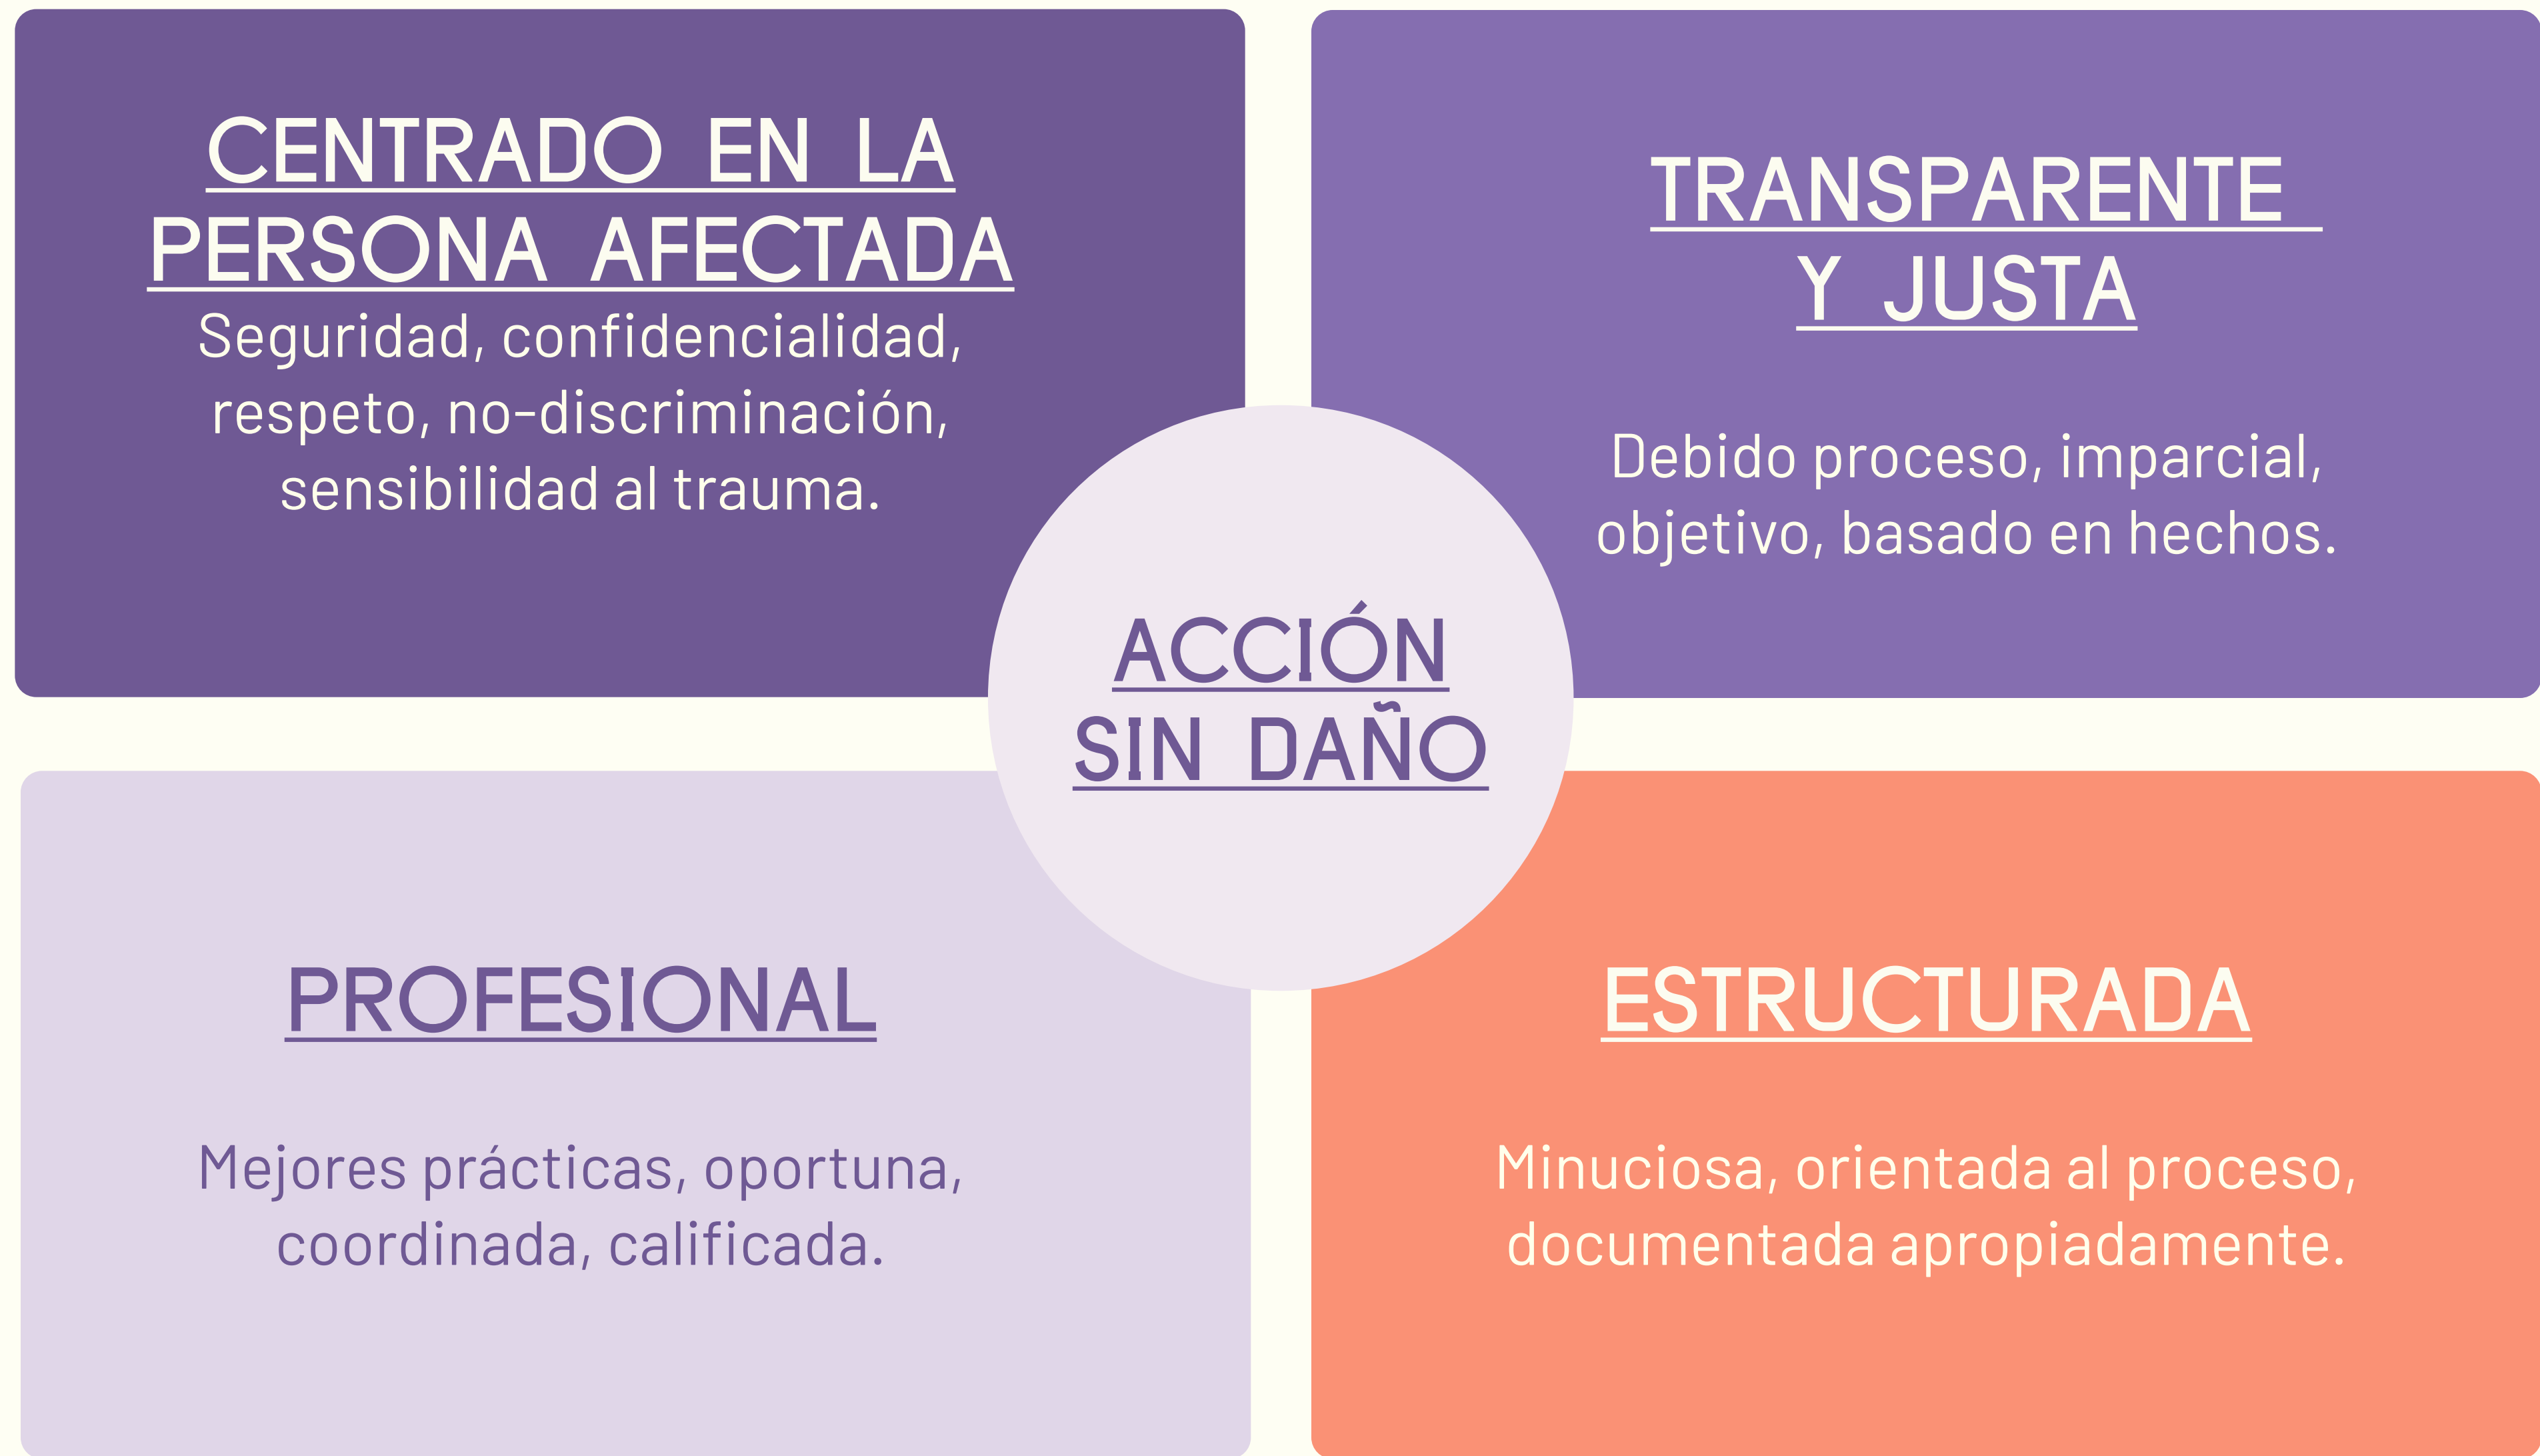 CENTRADO EN LA
PERSONA AFECTADA
Seguridad, confidencialidad,
respeto, no-discriminación,
sensibilidad al trauma.
TRANSPARENTE
Y JUSTA
Debido proceso, imparcial,
objetivo, basado en hechos.
ACCIÓN
SIN DAÑO
PROFESIONAL
Mejores prácticas, oportuna,
coordinada, calificada.
ESTRUCTURADA
Minuciosa, orientada al proceso,
documentada apropiadamente.